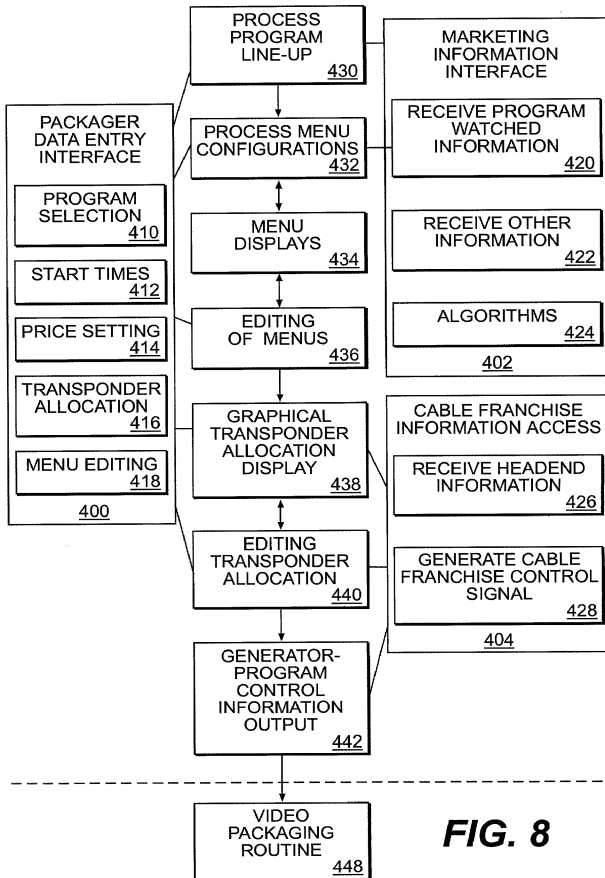 PROCESS
PROGRAM
LINE-UP
430
PROCESS MENU
CONFIGURATIONS
432
MENU
DISPLAYS
434
EDITING
OF MENUS
436
GRAPHICAL
TRANSPONDER
ALLOCATION
DISPLAY
438
EDITING
TRANSPONDER
ALLOCATION
440
GENERATOR-
PROGRAM
CONTROL
INFORMATION
OUTPUT
442
VIDEO
PACKAGING
ROUTINE
448
PACKAGER
DATA ENTRY
INTERFACE
PROGRAM
SELECTION
410
START TIMES
412
PRICE SETTING
414
TRANSPONDER
ALLOCATION
416
MENU EDITING
418
400
MARKETING
INFORMATION
INTERFACE
RECEIVE PROGRAM
WATCHED
INFORMATION
420
RECEIVE OTHER
INFORMATION
422
ALGORITHMS
424
402
CABLE FRANCHISE
INFORMATION ACCESS
RECEIVE HEADEND
INFORMATION
426
GENERATE CABLE
FRANCHISE CONTROL
SIGNAL
428
404
FIG. 8